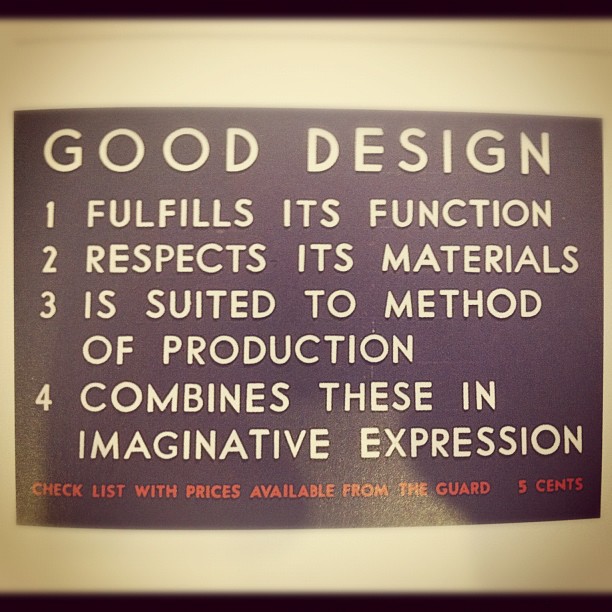 GOOD DESIGN
1 FULFILLS ITS FUNCTION
2 RESPECTS ITS MATERIALS
3 IS SUITED TO METHOD
OF PRODUCTION
4 COMBINES THESE IN
IMAGINATIVE EXPRESSION
CHECK LIST WITH PRICES AVAILABLE FROM THE GUARD 5 CENTS